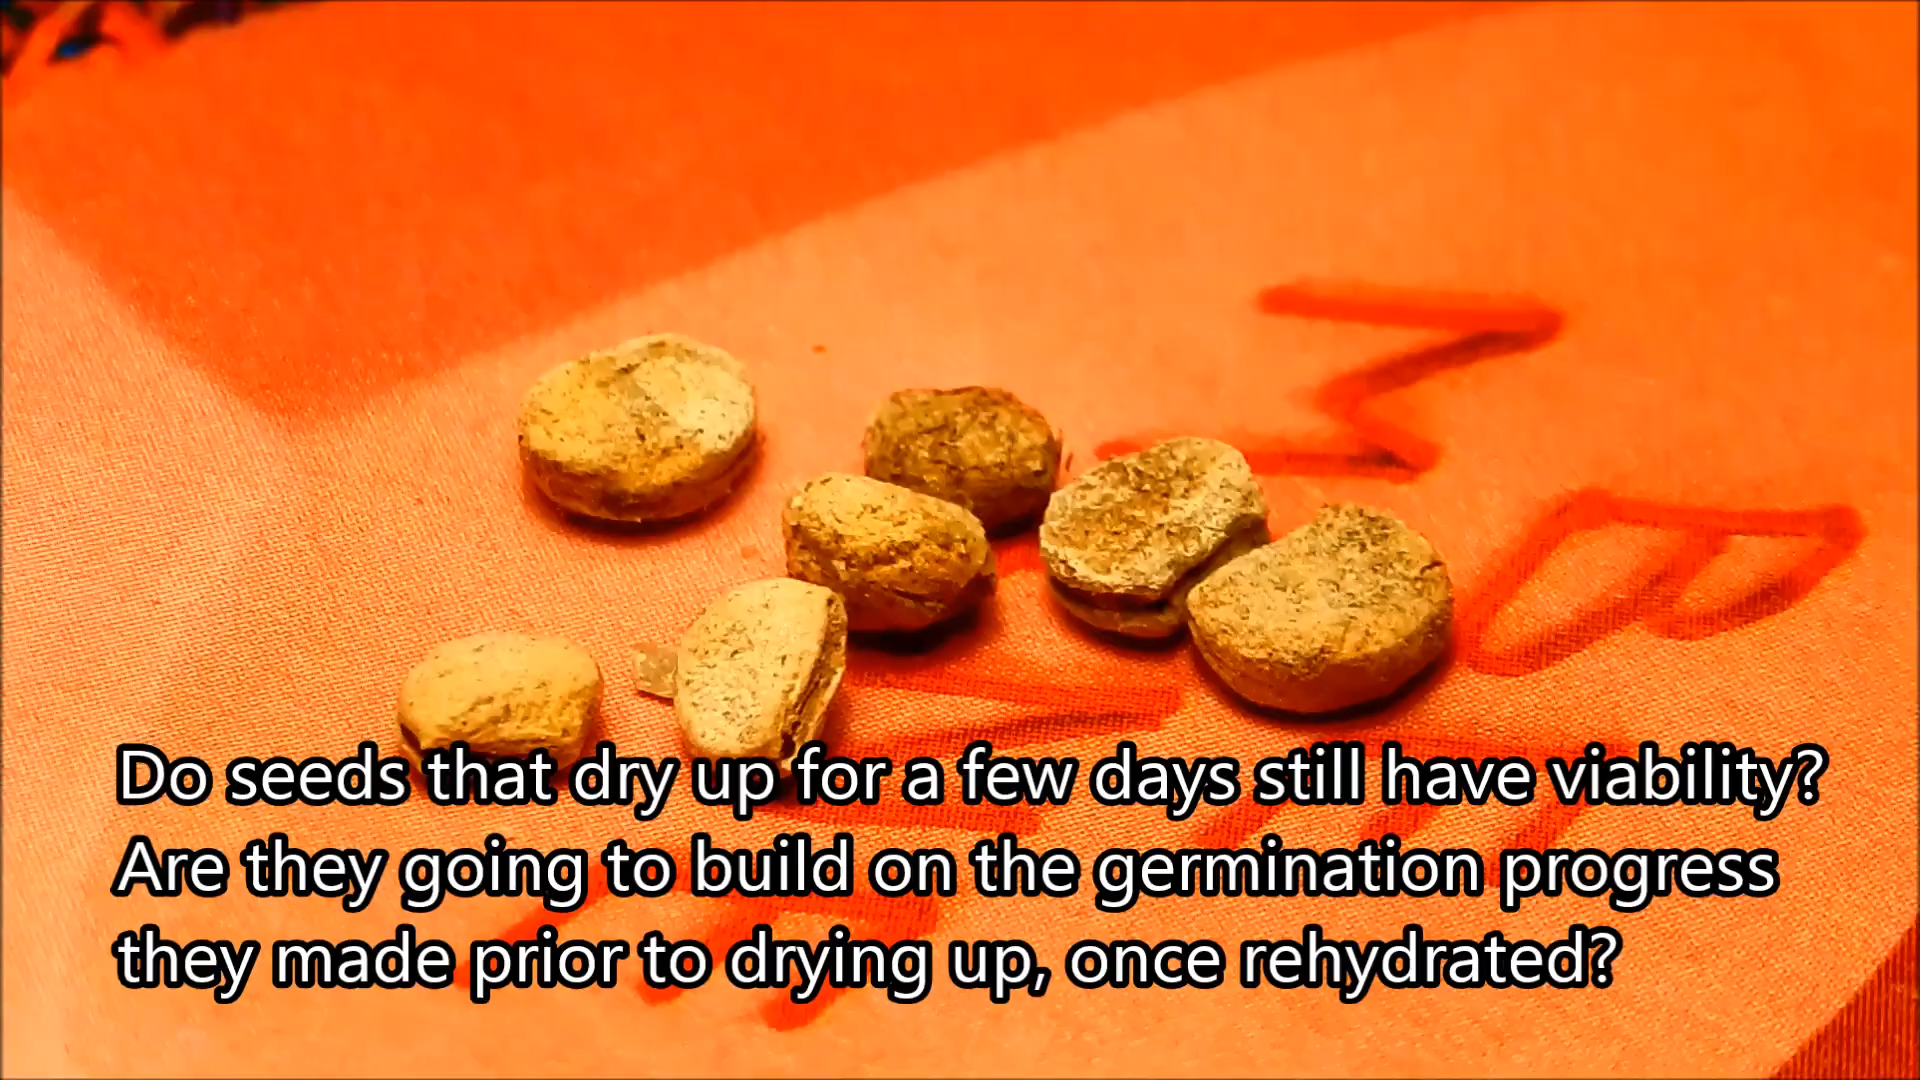 Do seeds that dry up for a few days still have viability?
Are they going to build on the germination progress
they made prior to drying up, once rehydrated?